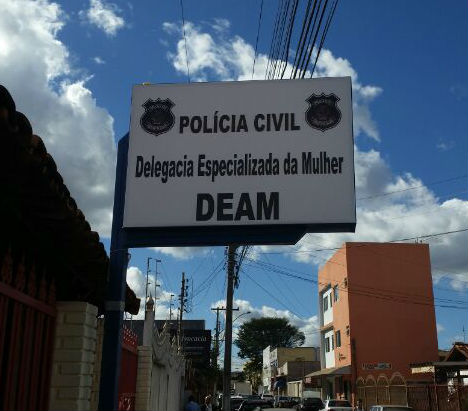 POLÍCIA CIVIL
Delegacia Especializada da Mulher
DEAM